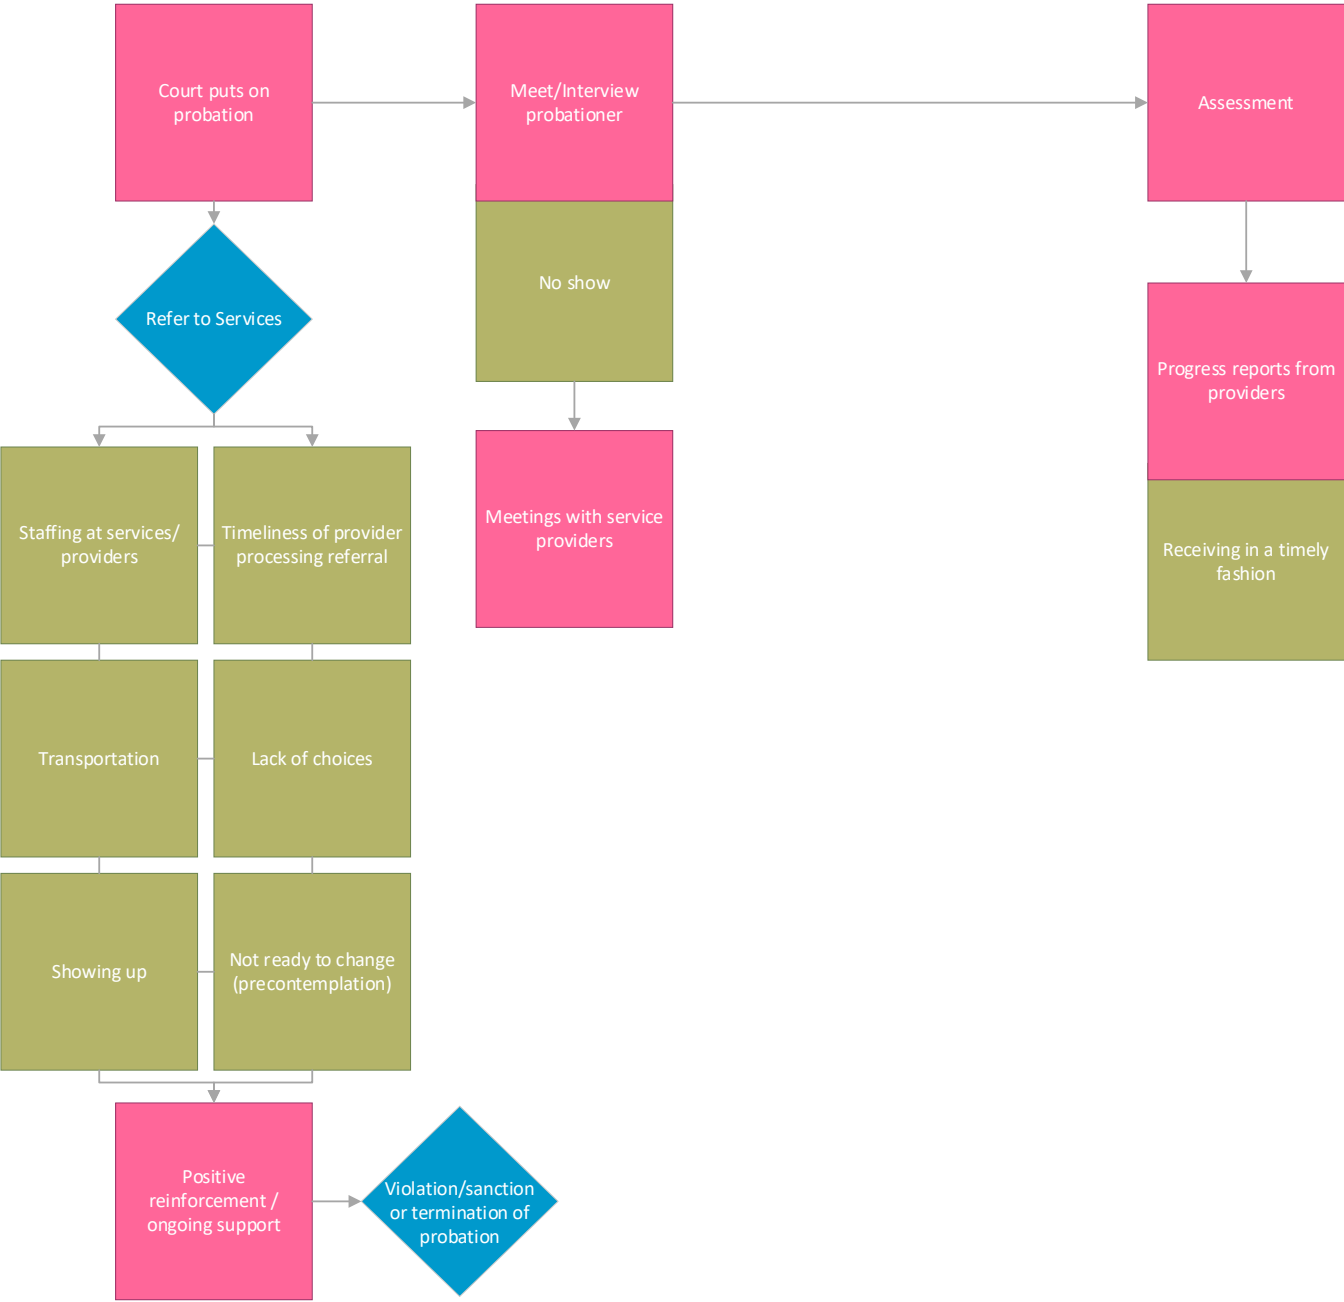 Court puts on
probation
Meet/Interview
probationer
Assessment
No show
Refer to Services
Progress reports from
providers
Staffing at services/
providers
Timeliness of provider
processing referral
Meetings with service
providers
Receiving in a timely
fashion
Transportation
Lack of choices
Showing up
Not ready to change
(precontemplation)
Positive
reinforcement /
ongoing support
Violation/sanction
or termination of
probation